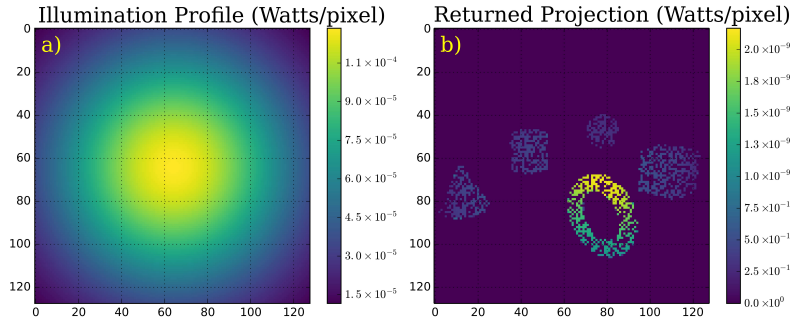 Illumination Profile (Watts/pixel)
a)
0
20
40
60
80
100
120
0 20 40 60 80 100 120
1.1 × 10⁻⁴
9.0 × 10⁻⁵
7.5 × 10⁻⁵
6.0 × 10⁻⁵
4.5 × 10⁻⁵
3.0 × 10⁻⁵
1.5 × 10⁻⁵
Returned Projection (Watts/pixel)
b)
0
20
40
60
80
100
120
0 20 40 60 80 100 120
2.0 ×10⁻⁹
1.8 ×10⁻⁹
1.5 ×10⁻⁹
1.3 ×10⁻⁹
1.0 ×10⁻⁹
7.5 ×10⁻¹
5.0 ×10⁻¹
2.5 ×10⁻¹
0.0 ×10⁰